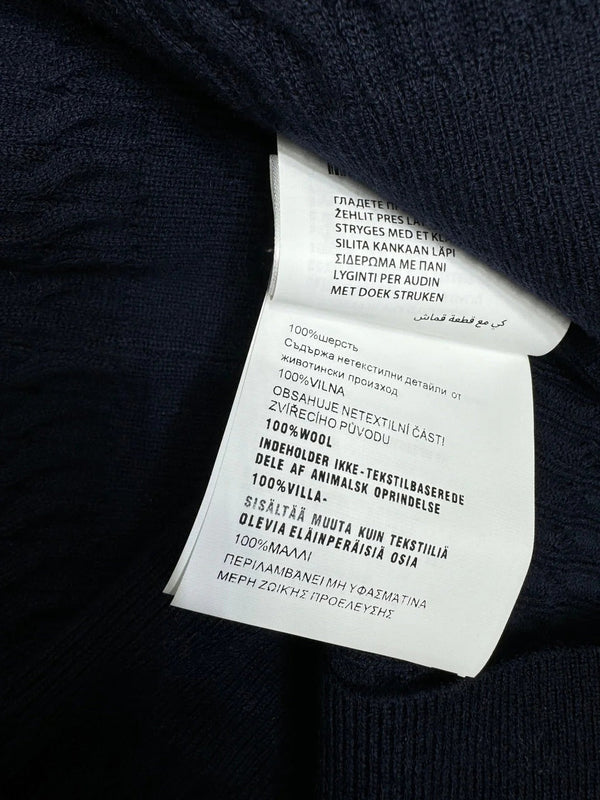 ГЛАДЕТЕ
ŽEHLIT PRES
STRYGES MED ET
SILITA KANKAAN LÄPI
ΣΙΔΕΡΩΜΑ ΜΕ ΠΑΝΙ
LYGINTI PER AUDIN
MET DOEK STRUKEN
كي مع قطعة قماش
100%шерсть
Съдържа нетекстилни детайли от
животински произход
100%VILNA
OBSAHUJE NETEXTILNÍ ČÁSTI
ZVÍŘECÍHO PŮVODU
100%WOOL
INDEHOLDER IKKE-TEKSTILBASEREDE
DELE AF ANIMALSK OPRINDELSE
100%VILLA-
SISÄLTÄÄ MUUTA KUIN TEKSTIILIÄ
OLEVIA ELÄINPERÄISIÄ OSIA
100%ΜΑΛΛΙ
ΠΕΡΙΛΑΜΒΑΝΕΙ ΜΗ ΥΦΑΣΜΑΤΙΝΑ
ΜΕΡΗ ΖΩΙΚΗΣ ΠΡΟΕΛΕΥΣΗΣ